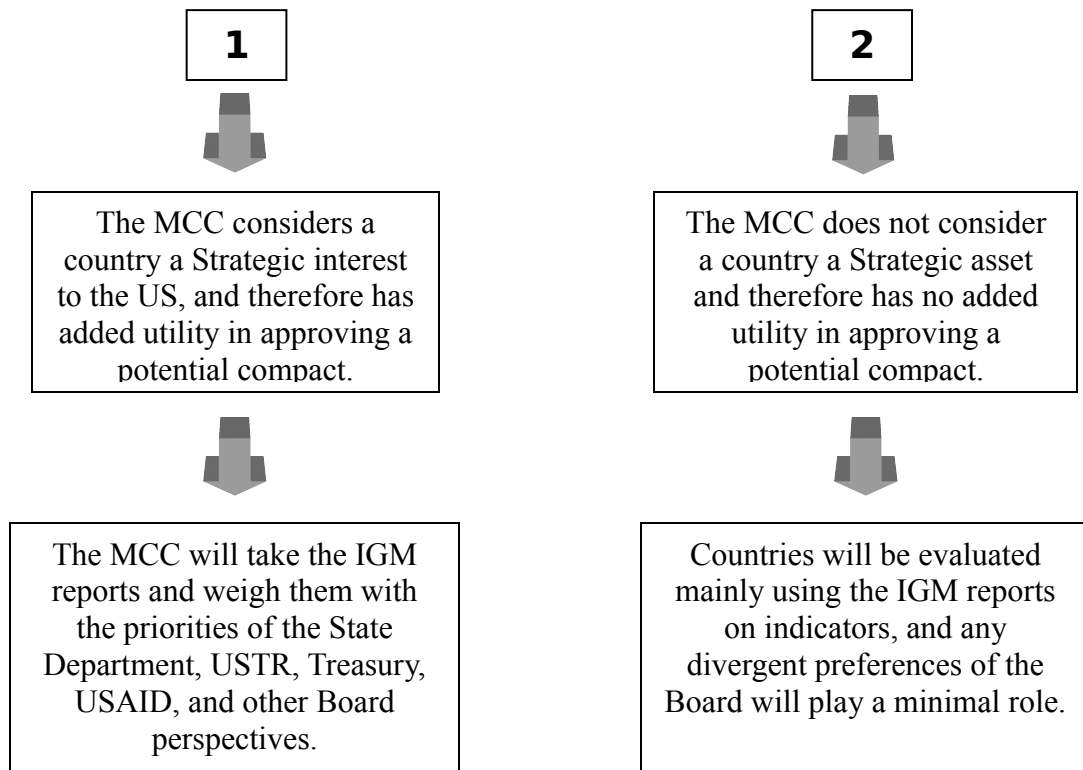 1
The MCC considers a
country a Strategic interest
to the US, and therefore has
added utility in approving a
potential compact.
The MCC will take the IGM
reports and weigh them with
the priorities of the State
Department, USTR, Treasury,
USAID, and other Board
perspectives.
2
The MCC does not consider
a country a Strategic asset
and therefore has no added
utility in approving a
potential compact.
Countries will be evaluated
mainly using the IGM reports
on indicators, and any
divergent preferences of the
Board will play a minimal role.